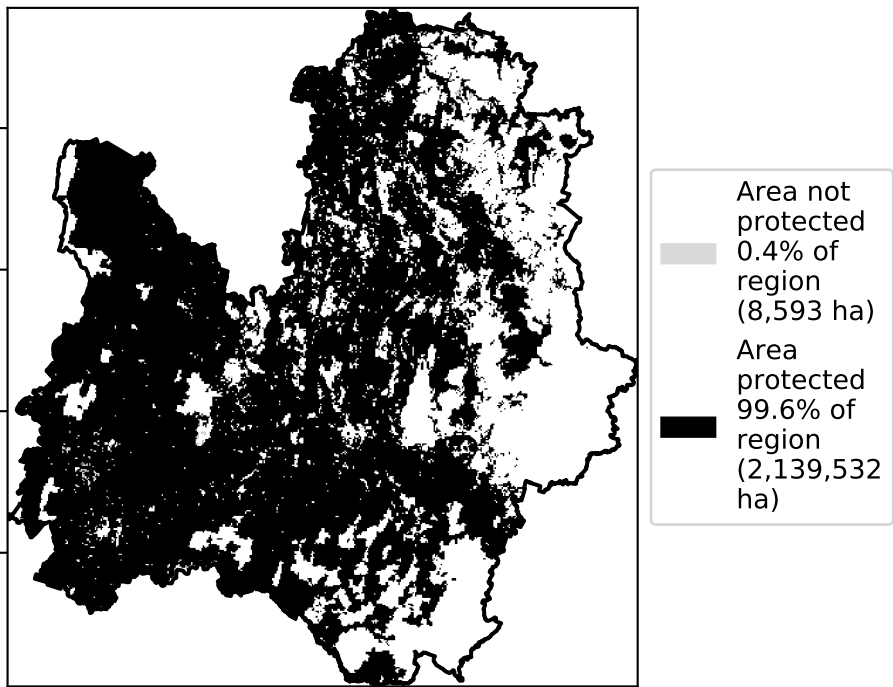 Area not
protected
0.4% of
region
(8,593 ha)
Area
protected
99.6% of
region
(2,139,532
ha)